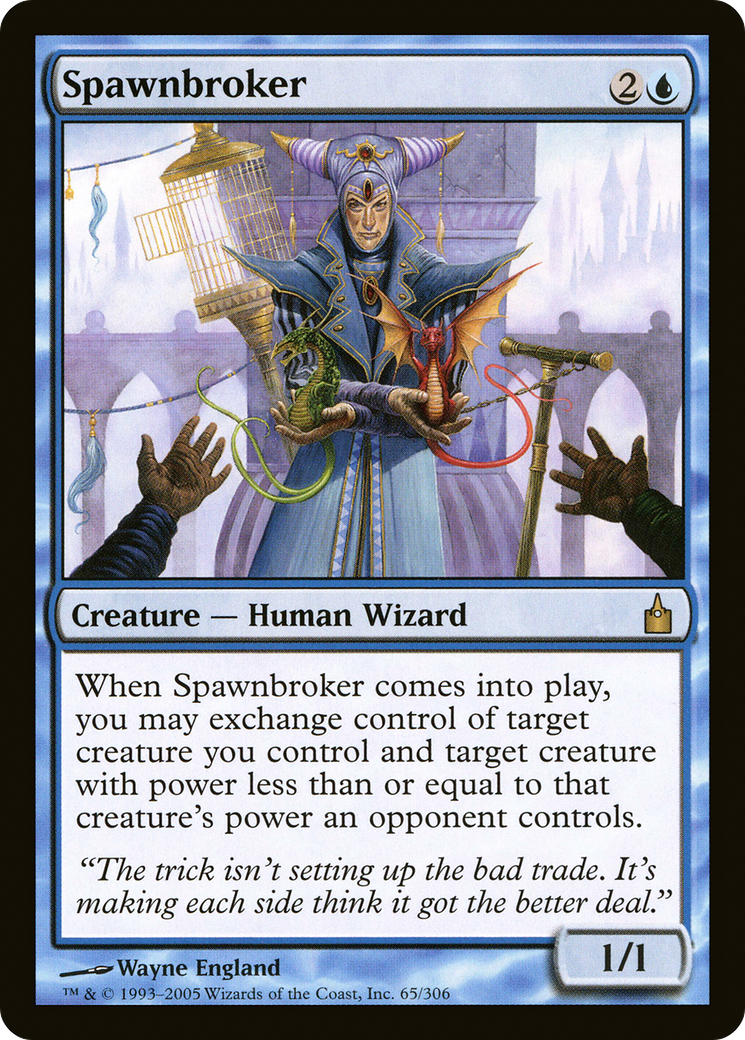 Spawnbroker 2
Creature — Human Wizard
When Spawnbroker comes into play,
you may exchange control of target
creature you control and target creature
with power less than or equal to that
creature's power an opponent controls.
“The trick isn't setting up the bad trade. It's
making each side think it got the better deal.”
1/1
Wayne England
™ & © 1993–2005 Wizards of the Coast, Inc. 65/306